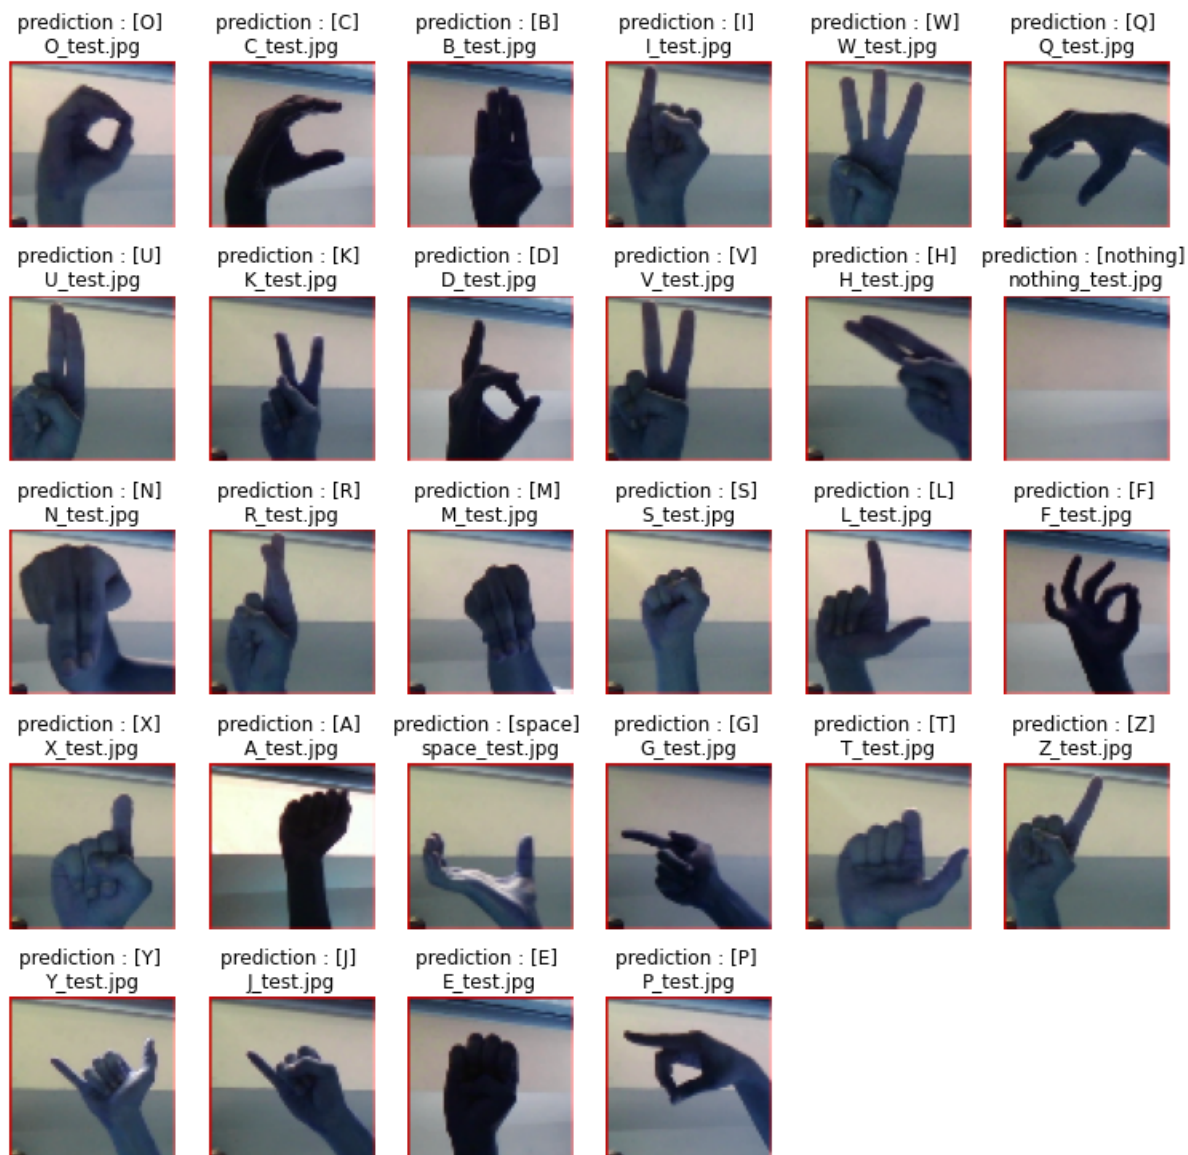 prediction : [O]
O_test.jpg
prediction : [C]
C_test.jpg
prediction : [B]
B_test.jpg
prediction : [I]
I_test.jpg
prediction : [W]
W_test.jpg
prediction : [Q]
Q_test.jpg
prediction : [U]
U_test.jpg
prediction : [K]
K_test.jpg
prediction : [D]
D_test.jpg
prediction : [V]
V_test.jpg
prediction : [H]
H_test.jpg
prediction : [nothing]
nothing_test.jpg
prediction : [N]
N_test.jpg
prediction : [R]
R_test.jpg
prediction : [M]
M_test.jpg
prediction : [S]
S_test.jpg
prediction : [L]
L_test.jpg
prediction : [F]
F_test.jpg
prediction : [X]
X_test.jpg
prediction : [A]
A_test.jpg
prediction : [space]
space_test.jpg
prediction : [G]
G_test.jpg
prediction : [T]
T_test.jpg
prediction : [Z]
Z_test.jpg
prediction : [Y]
Y_test.jpg
prediction : [J]
J_test.jpg
prediction : [E]
E_test.jpg
prediction : [P]
P_test.jpg